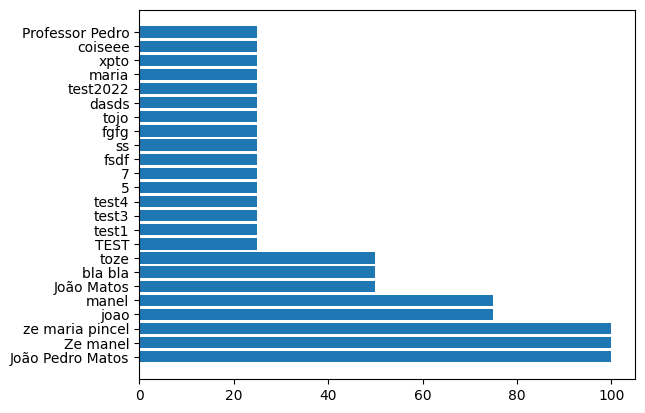 Professor Pedro
coiseee
xpto
maria
test2022
dasds
tojo
fgfg
ss
fsdf
7
5
test4
test3
test1
TEST
toze
bla bla
João Matos
manel
joao
ze maria pincel
Ze manel
João Pedro Matos
0 20 40 60 80 100